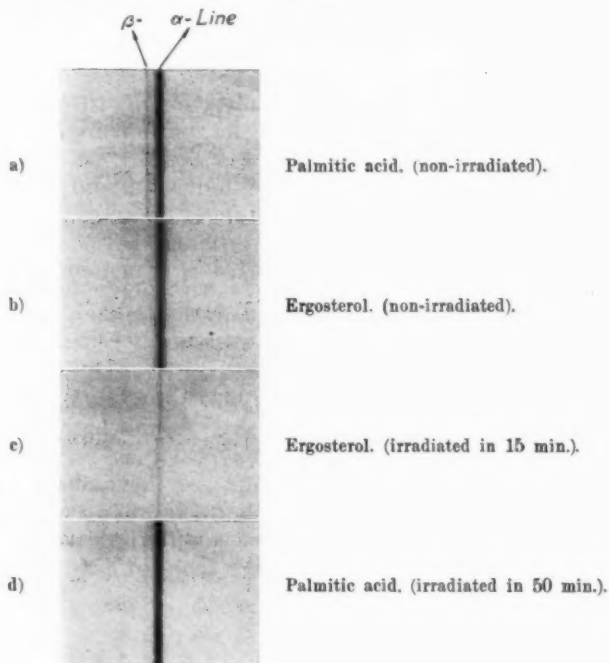 β- α-Line
a) Palmitic acid. (non-irradiated).
b) Ergosterol. (non-irradiated).
c) Ergosterol. (irradiated in 15 min.).
d) Palmitic acid. (irradiated in 50 min.).